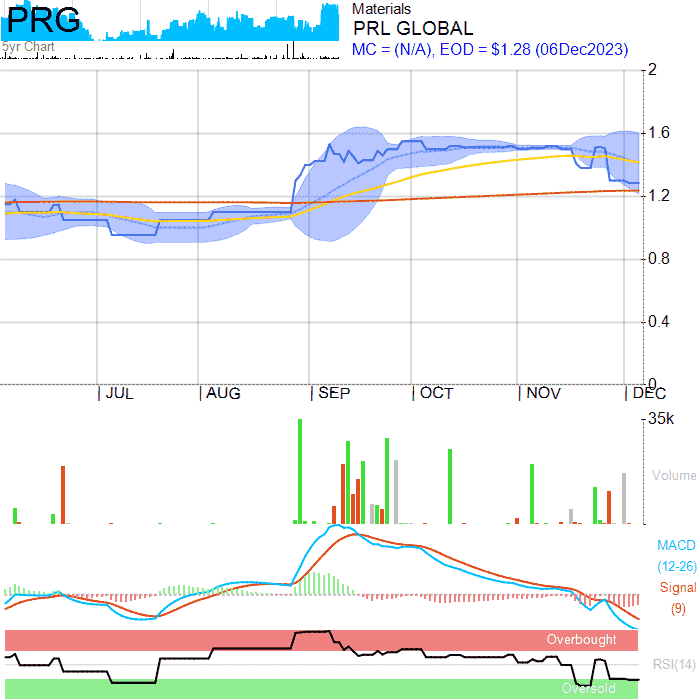 PRG
5yr Chart
Materials
PRL GLOBAL
MC = (N/A), EOD = $1.28 (06Dec2023)
2
1.6
1.2
0.8
0.4
0
JUL
AUG
SEP
OCT
NOV
DEC
35k
Volume
MACD
(12-26)
Signal
(9)
Overbought
RSI(14)
Oversold